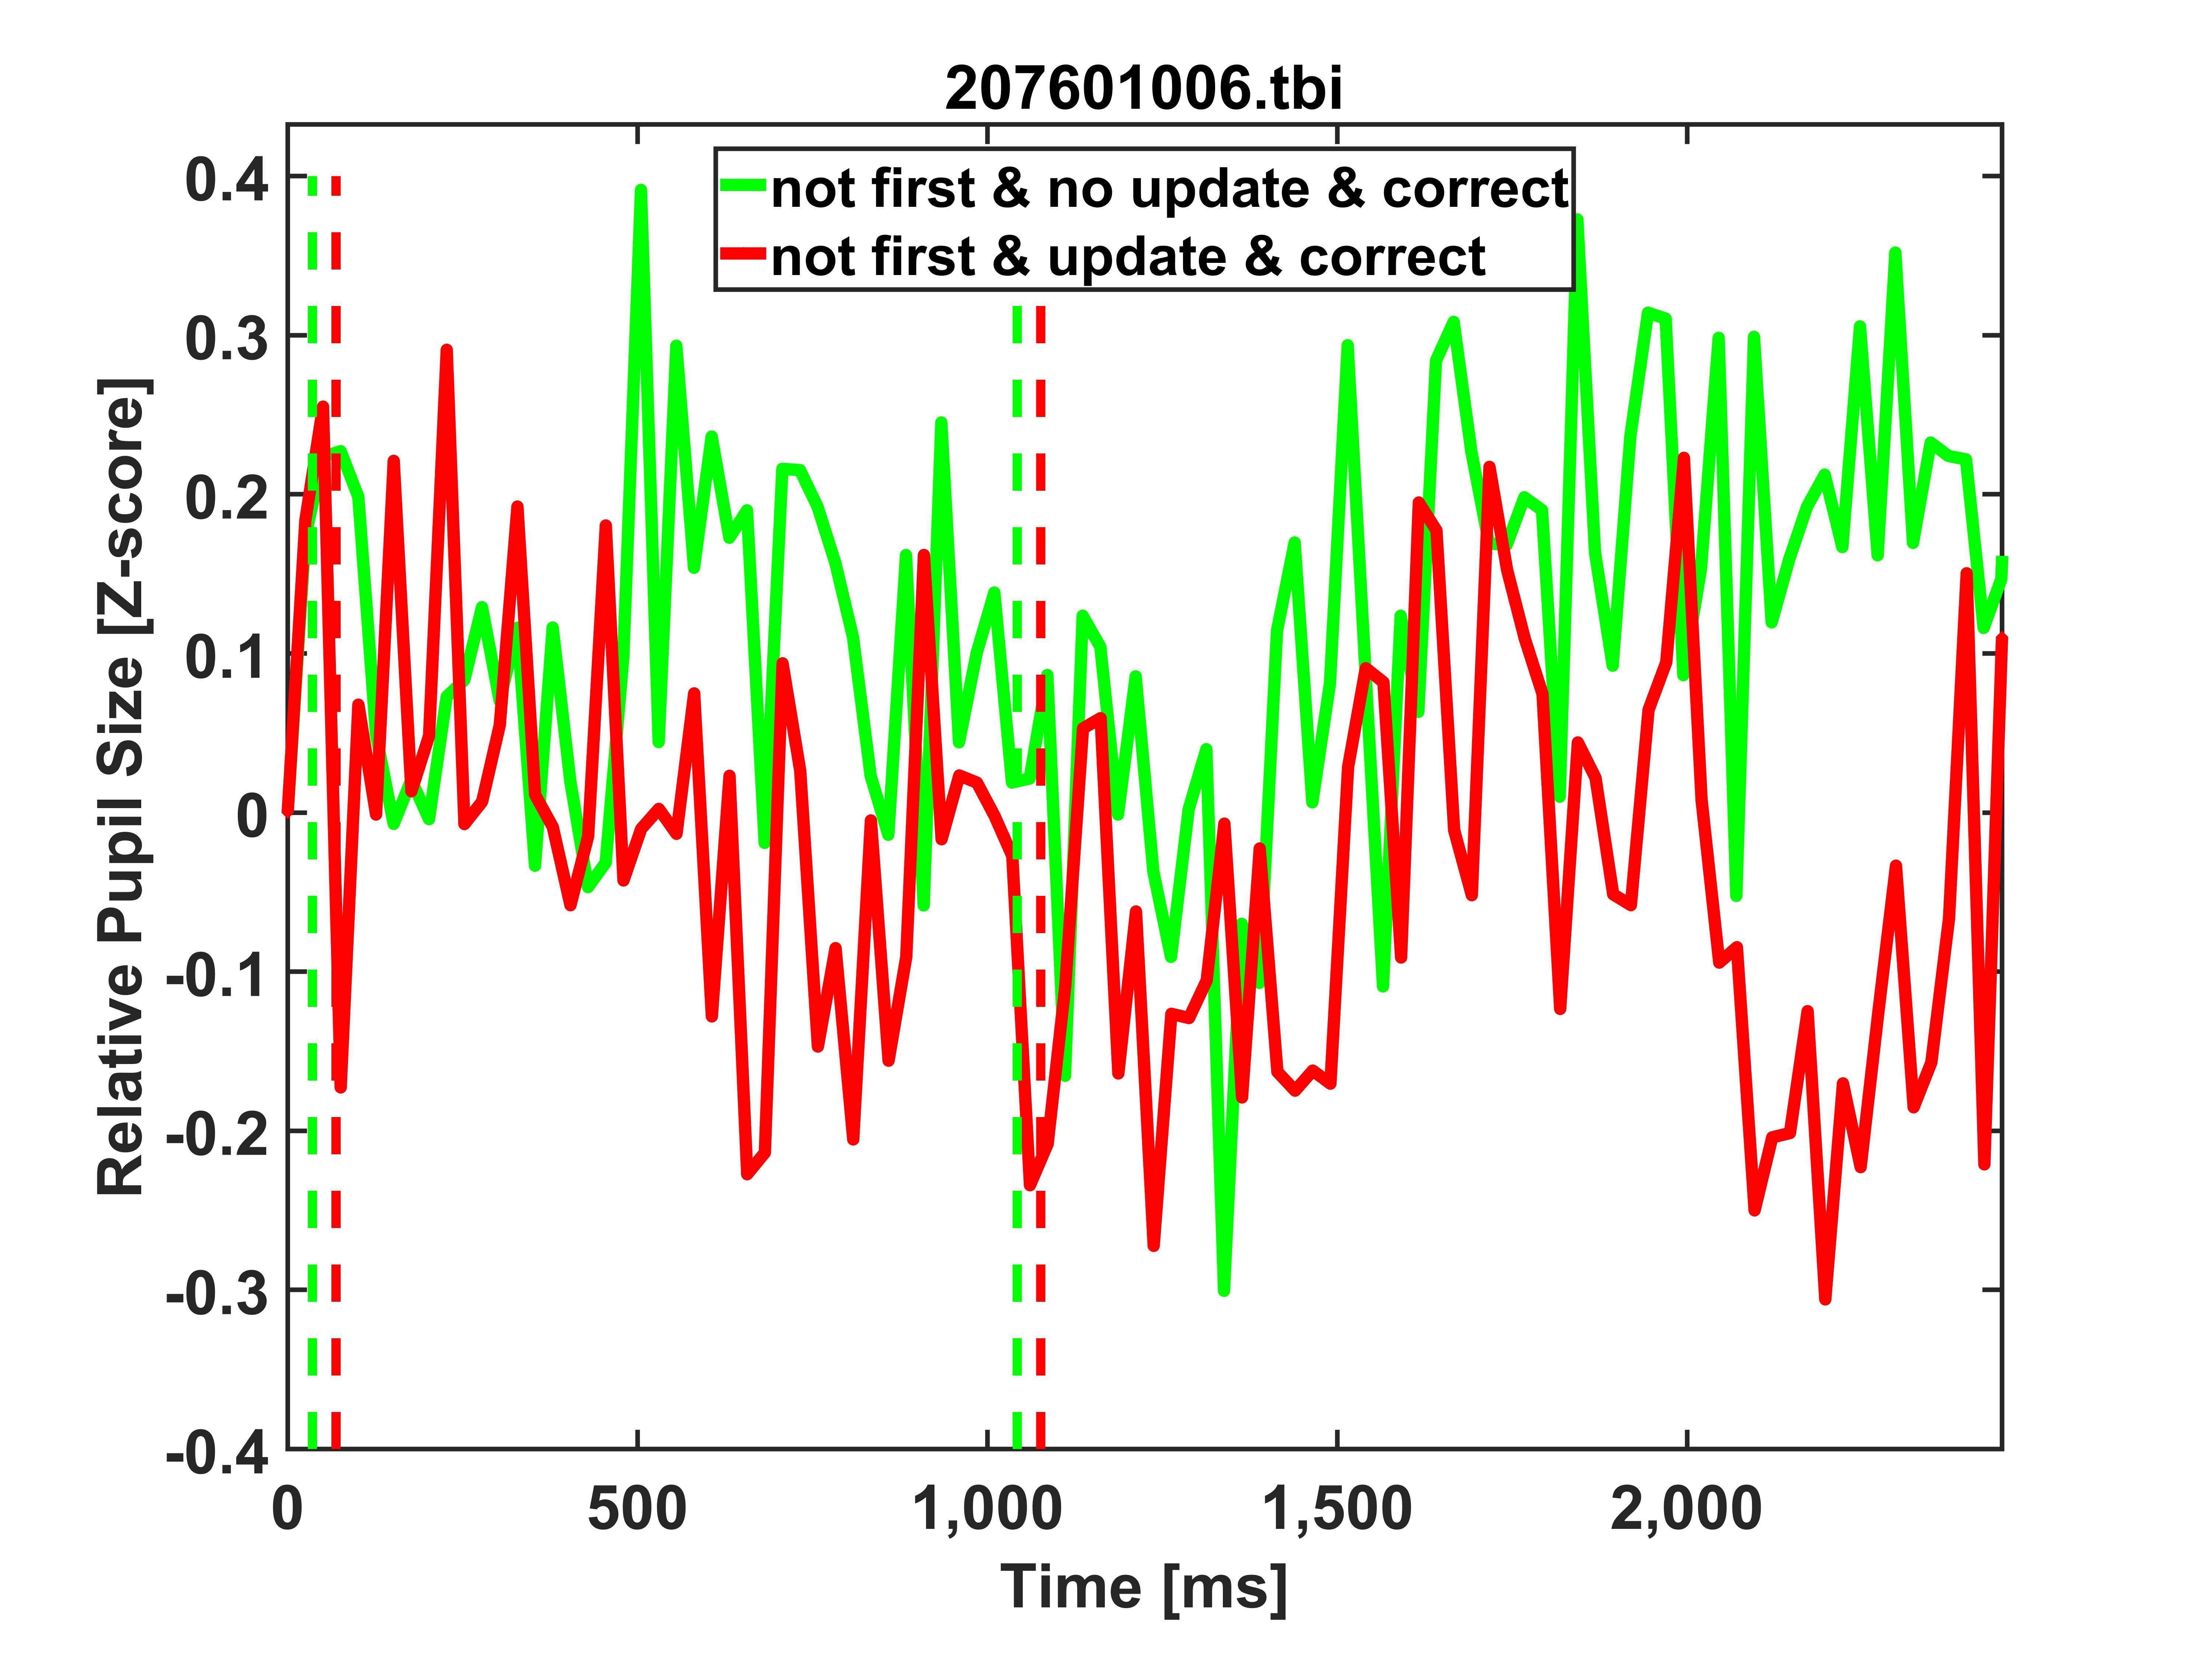 207601006.tbi
not first & no update & correct
not first & update & correct
Relative Pupil Size [Z-score]
0.4
0.3
0.2
0.1
0
-0.1
-0.2
-0.3
-0.4
0
500
1,000
1,500
2,000
Time [ms]